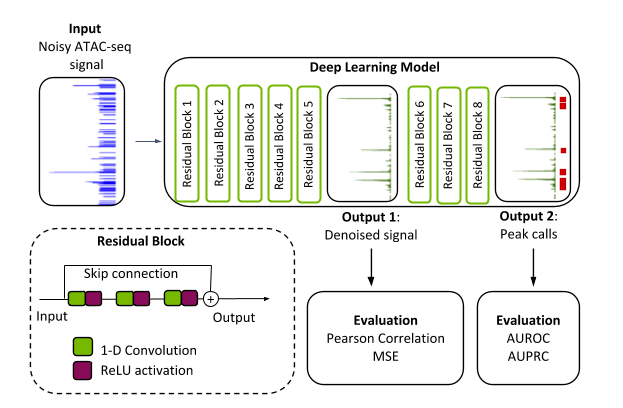 Input
Noisy ATAC-seq
signal
Deep Learning Model
Residual Block 1
Residual Block 2
Residual Block 3
Residual Block 4
Residual Block 5
Residual Block 6
Residual Block 7
Residual Block 8
Output 1:
Denoised signal
Output 2:
Peak calls
Residual Block
Skip connection
+
Input
Output
1-D Convolution
ReLU activation
Evaluation
Pearson Correlation
MSE
Evaluation
AUROC
AUPRC